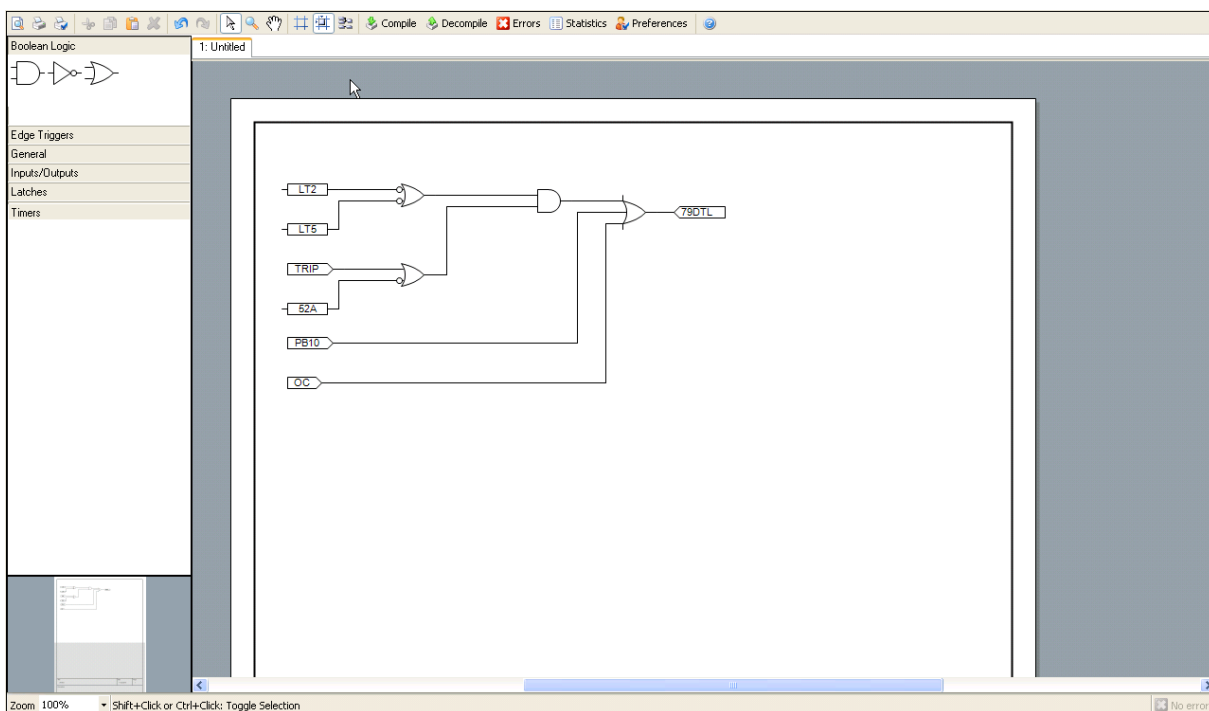 Compile Decompile Errors Statistics Preferences
Boolean Logic
1: Untitled
Edge Triggers
General
Inputs/Outputs
Latches
Timers
LT2
LT5
TRIP
52A
PB10
OC
79DTL
Zoom 100% Shift+Click or Ctrl+Click: Toggle Selection
No error